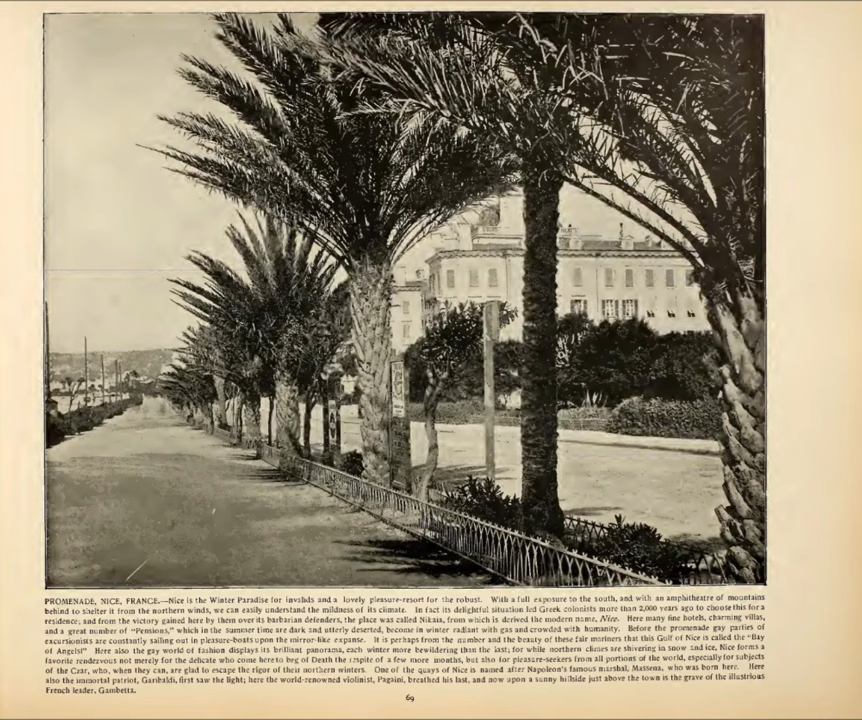 PROMENADE, NICE, FRANCE.—Nice is the Winter Paradise for invalids and a lovely pleasure-resort for the robust. With a full exposure to the south, and with an amphitheatre of mountains
behind to shelter it from the northern winds, we can easily understand the mildness of its climate. In fact its delightful situation led Greek colonists more than 2,000 years ago to choose this for a
residence; and from the victory gained here by them over its barbarian defenders, the place was called Nikaia, from which is derived the modern name, Nice. Here many fine hotels, charming villas,
and a great number of "Pensions," which in the summer time are dark and utterly deserted, become in winter radiant with gas and crowded with humanity. Before the promenade gay parties of
excursionists are constantly sailing out in pleasure-boats upon the mirror-like expanse. It is perhaps from the number and the beauty of these fair mariners that this Gulf of Nice is called the "Bay
of Angels!" Here also the gay world of fashion displays its brilliant panorama, each winter more bewildering than the last; for while northern climes are shivering in snow and ice, Nice forms a
favorite rendezvous not merely for the delicate who come here to beg of Death the respite of a few more months, but also for pleasure-seekers from all portions of the world, especially for subjects
of the Czar, who, when they can, are glad to escape the rigor of their northern winters. One of the quays of Nice is named after Napoleon's famous marshal, Massena, who was born here. Here
also the immortal patriot, Garibaldi, first saw the light; here the world-renowned violinist, Pagaini, breathed his last, and now upon a sunny hillside just above the town is the grave of the illustrious
French leader, Gambetta.
69